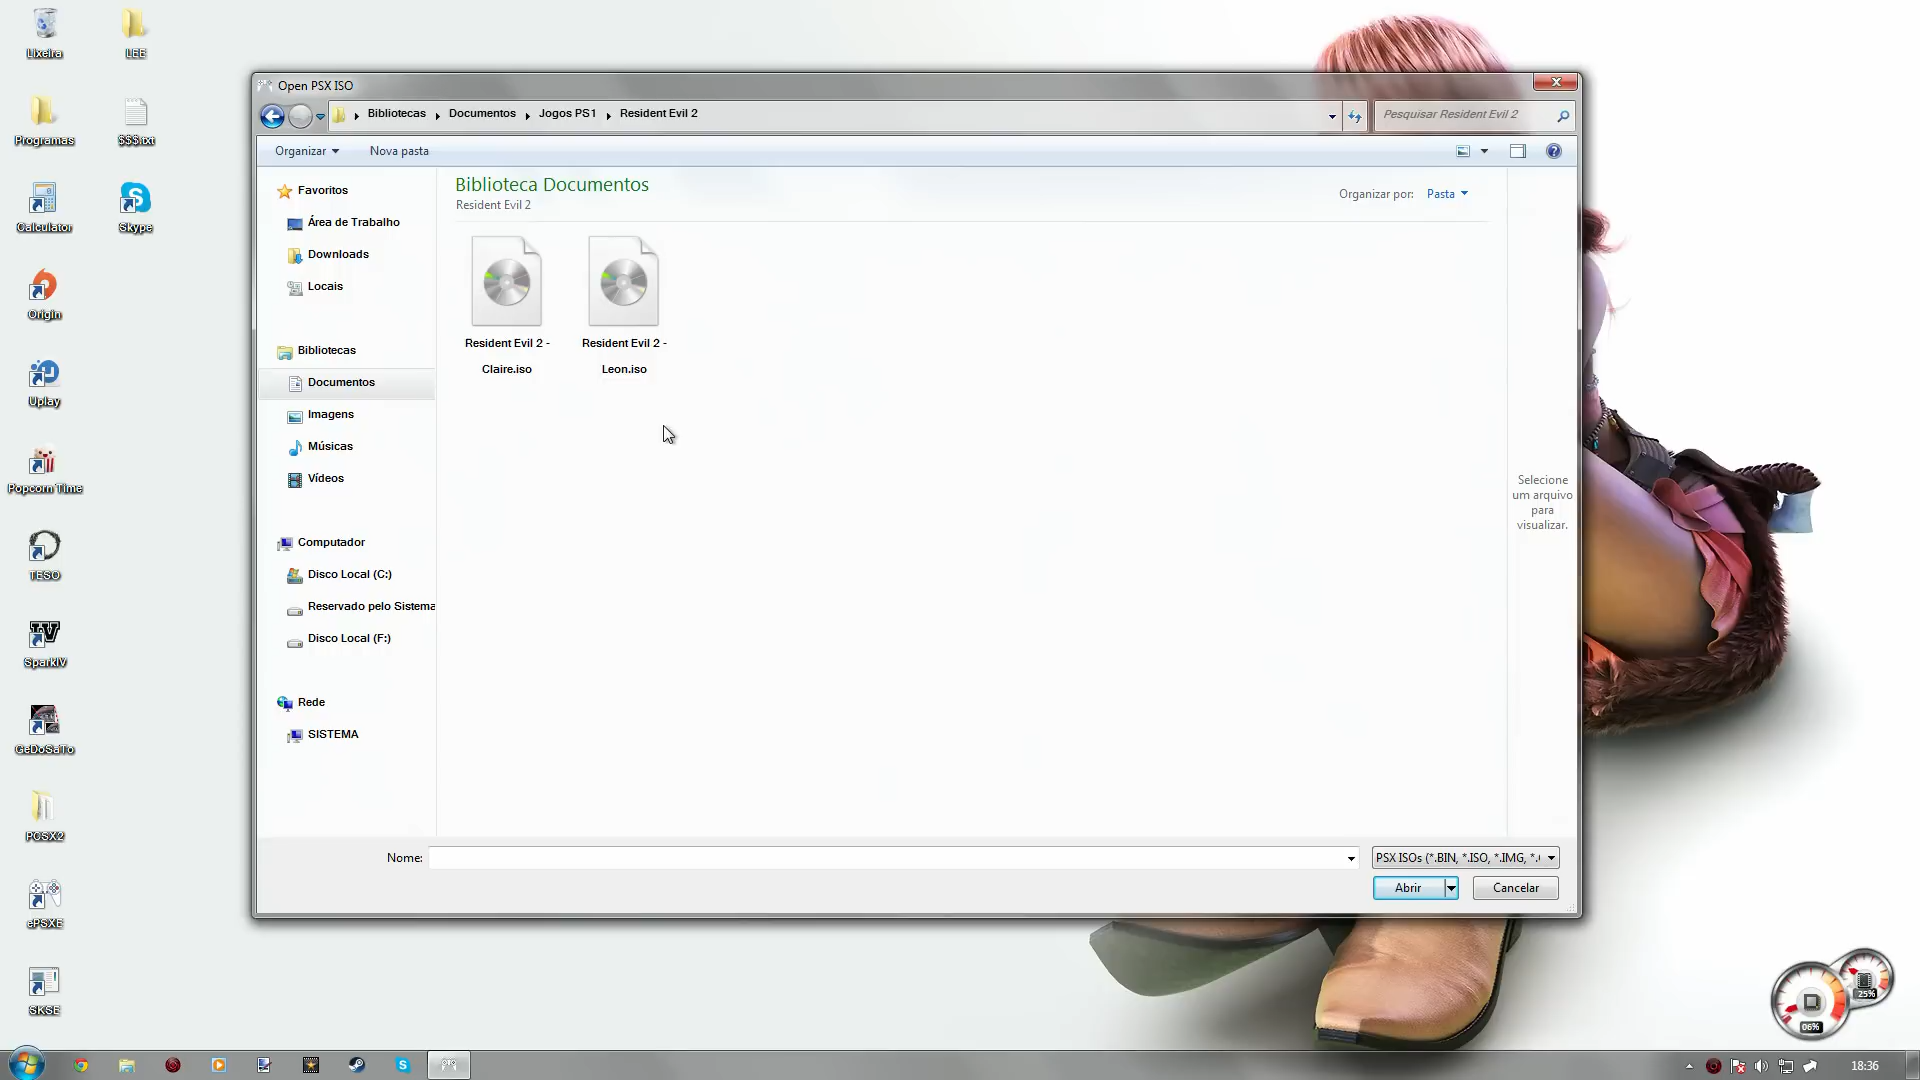 Lixeira
LEE
Programas
$$$.txt
Calculator
Skype
Origin
Uplay
Popcorn Time
TESO
SparkIV
GeDoSaTo
PCSX2
ePSXE
SKSE
Open PSX ISO
Bibliotecas
Documentos
Jogos PS1
Resident Evil 2
Pesquisar Resident Evil 2
Organizar
Nova pasta
Favoritos
Área de Trabalho
Downloads
Locais
Bibliotecas
Documentos
Imagens
Músicas
Vídeos
Computador
Disco Local (C:)
Reservado pelo Sistema
Disco Local (F:)
Rede
SISTEMA
Biblioteca Documentos
Resident Evil 2
Organizar por:
Pasta
Resident Evil 2 -
Claire.iso
Resident Evil 2 -
Leon.iso
Selecione
um arquivo
para
visualizar.
Nome:
PSX ISOs (*.BIN, *.ISO, *.IMG, *.
Abrir
Cancelar
25%
06%
18:36